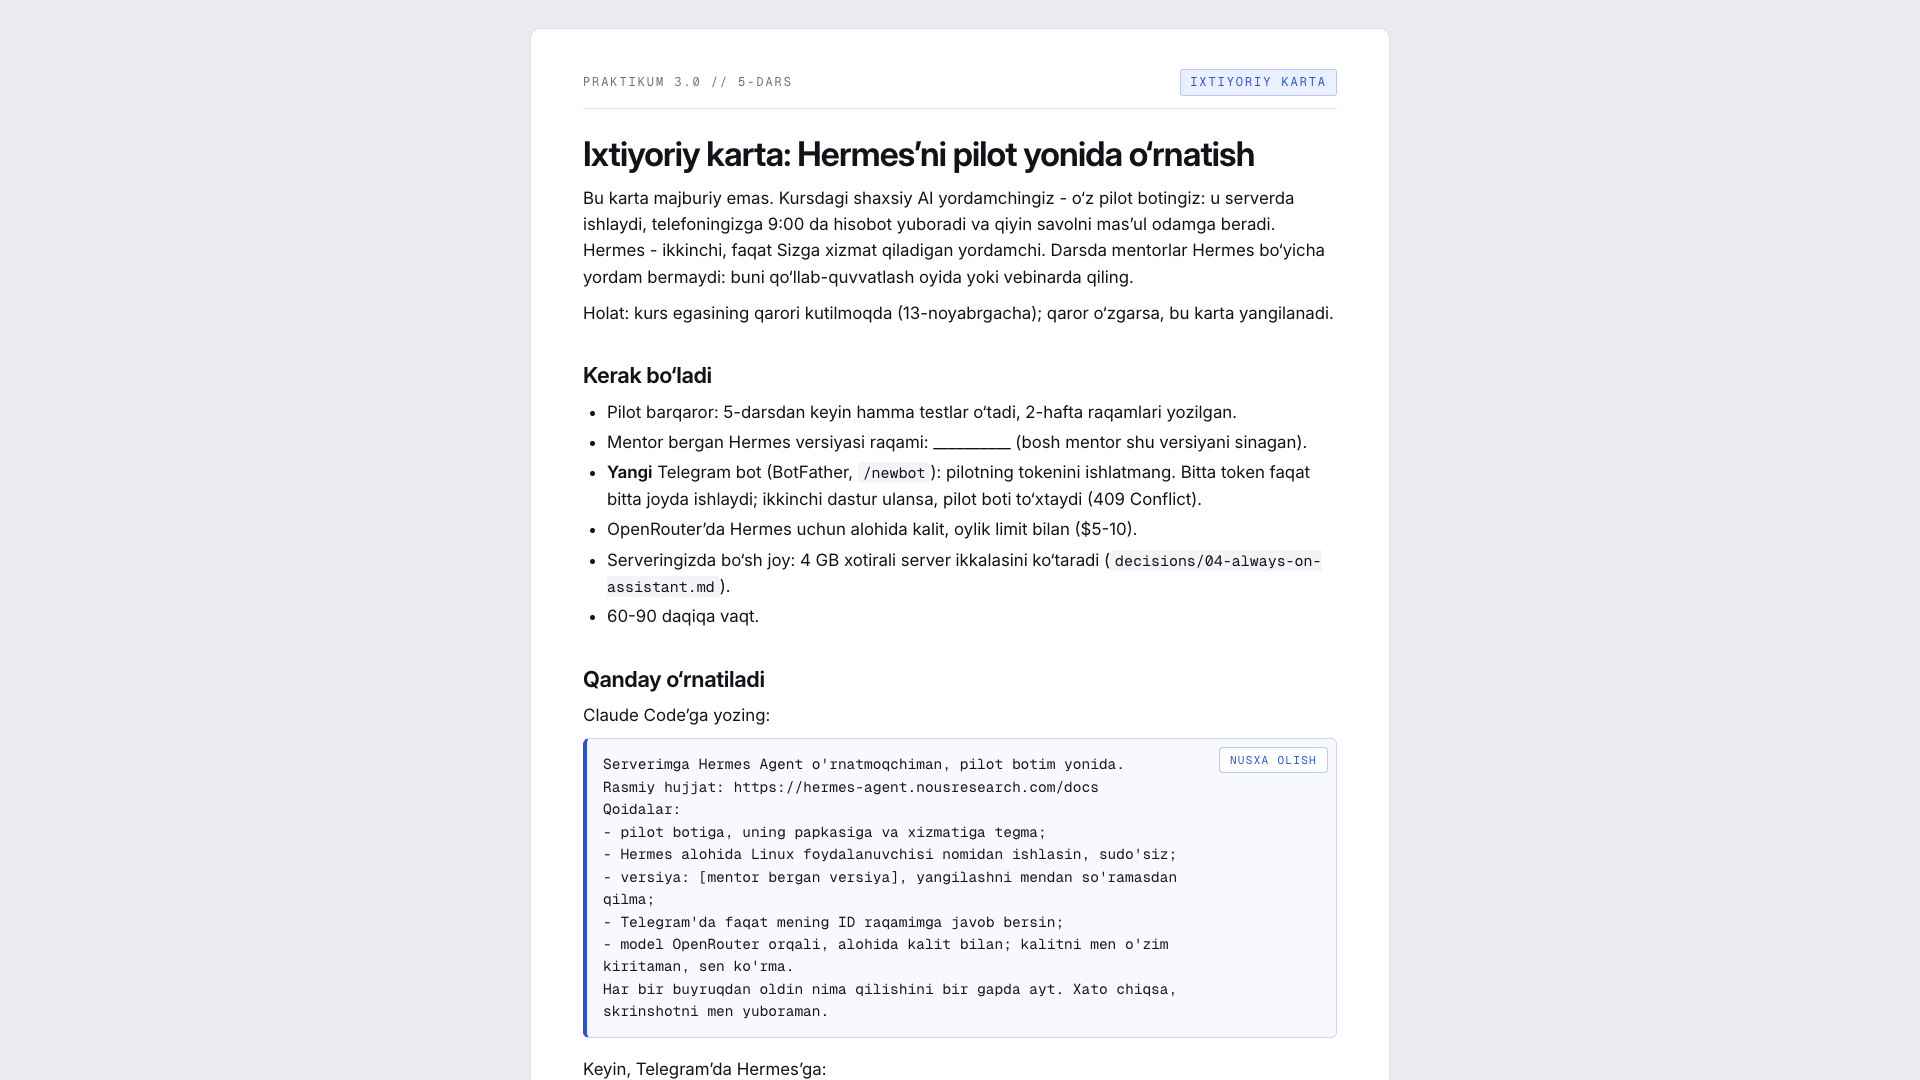 PRAKTIKUM 3.0 // 5-DARS
IXTIYORIY KARTA
Ixtiyoriy karta: Hermes’ni pilot yonida o‘rnatish
Bu karta majburiy emas. Kursdagi shaxsiy AI yordamchingiz - o‘z pilot botingiz: u serverda
ishlaydi, telefoningizga 9:00 da hisobot yuboradi va qiyin savolni mas’ul odamga beradi.
Hermes - ikkinchi, faqat Sizga xizmat qiladigan yordamchi. Darsda mentorlar Hermes bo‘yicha
yordam bermaydi: buni qo‘llab-quvvatlash oyida yoki vebinarda qiling.
Holat: kurs egasining qarori kutilmoqda (13-noyabrgacha); qaror o‘zgarsa, bu karta yangilanadi.
Kerak bo‘ladi
• Pilot barqaror: 5-darsdan keyin hamma testlar o‘tadi, 2-hafta raqamlari yozilgan.
• Mentor bergan Hermes versiyasi raqami: __________ (bosh mentor shu versiyani sinagan).
• Yangi Telegram bot (BotFather, /newbot): pilotning tokenini ishlatmang. Bitta token faqat
bitta joyda ishlaydi; ikkinchi dastur ulansa, pilot boti to‘xtaydi (409 Conflict).
• OpenRouter’da Hermes uchun alohida kalit, oylik limit bilan ($5-10).
• Serveringizda bo‘sh joy: 4 GB xotirali server ikkalasini ko‘taradi (decisions/04-always-on-
assistant.md).
• 60-90 daqiqa vaqt.
Qanday o‘rnatiladi
Claude Code’ga yozing:
NUSXA OLISH
Serverimga Hermes Agent o'rnatmoqchiman, pilot botim yonida.
Rasmiy hujjat: https://hermes-agent.nousresearch.com/docs
Qoidalar:
- pilot botiga, uning papkasiga va xizmatiga tegma;
- Hermes alohida Linux foydalanuvchisi nomidan ishlasin, sudo'siz;
- versiya: [mentor bergan versiya], yangilashni mendan so'ramasdan
qilma;
- Telegram'da faqat mening ID raqamimga javob bersin;
- model OpenRouter orqali, alohida kalit bilan; kalitni men o'zim
kiritaman, sen ko'rma.
Har bir buyruqdan oldin nima qilishini bir gapda ayt. Xato chiqsa,
skrinshotni men yuboraman.
Keyin, Telegram’da Hermes’ga: